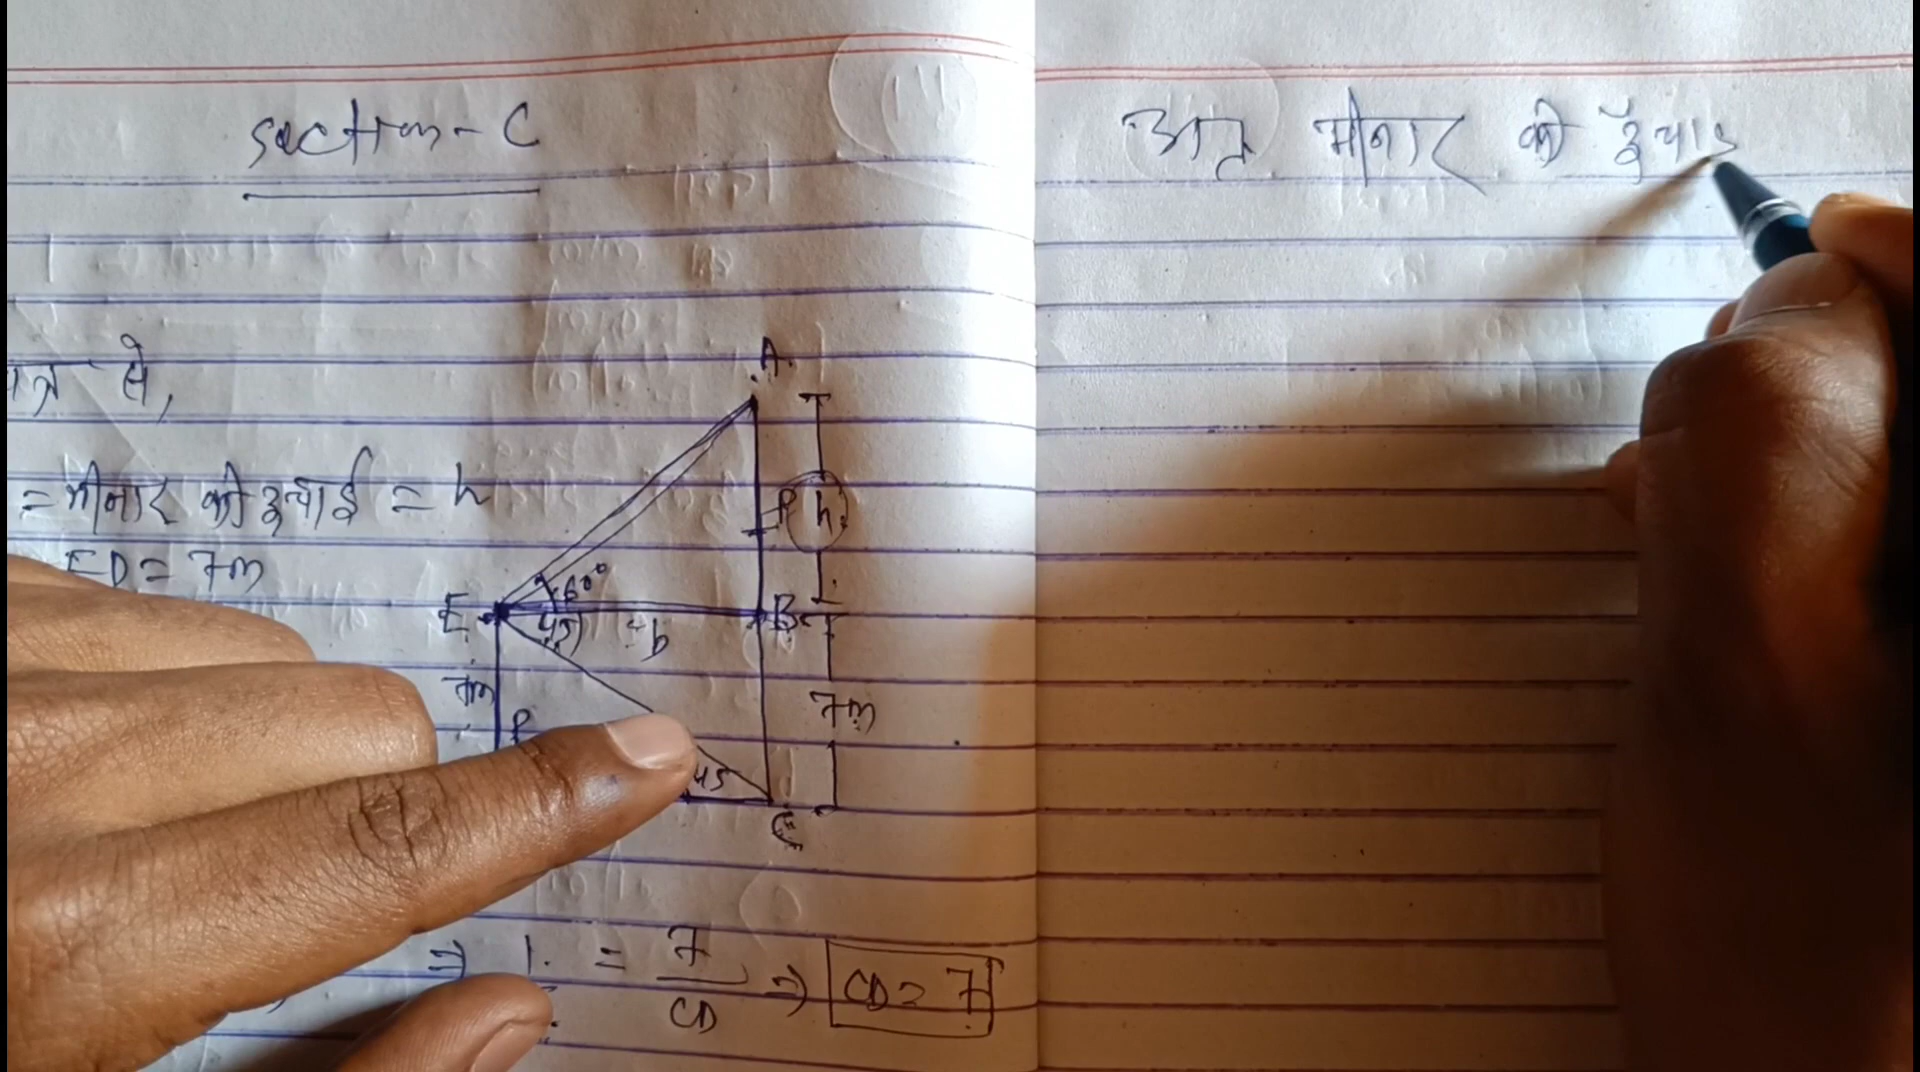 section - C
अतः मीनार की ऊँचाई
से,
= मीनार की ऊँचाई = h
ED = 7m
A
P h
60°
E B
45 b
7m
7m
P
45
C
⇒ 1 = 7/CD ⇒ CD = 7